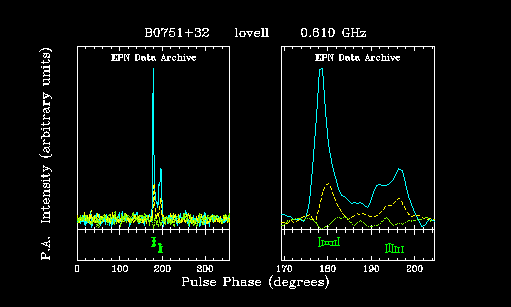 B0751+32 lovell 0.610 GHz
EPN Data Archive EPN Data Archive
Intensity (arbitrary units)
P.A.
0 100 200 300 170 180 190 200
Pulse Phase (degrees)